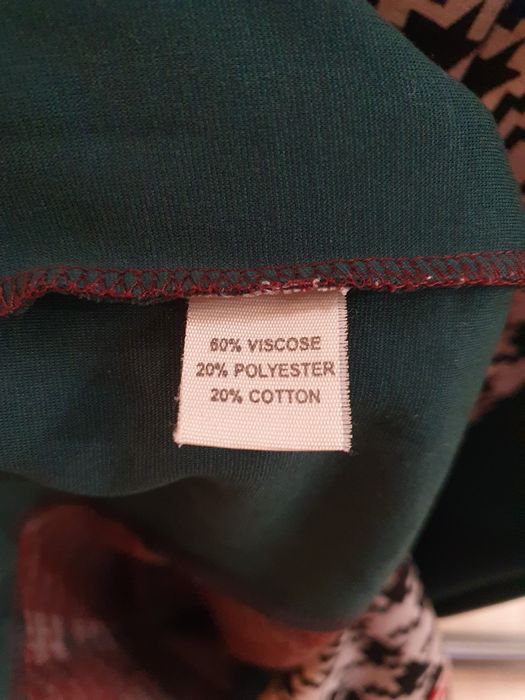 60% VISCOSE
20% POLYESTER
20% COTTON